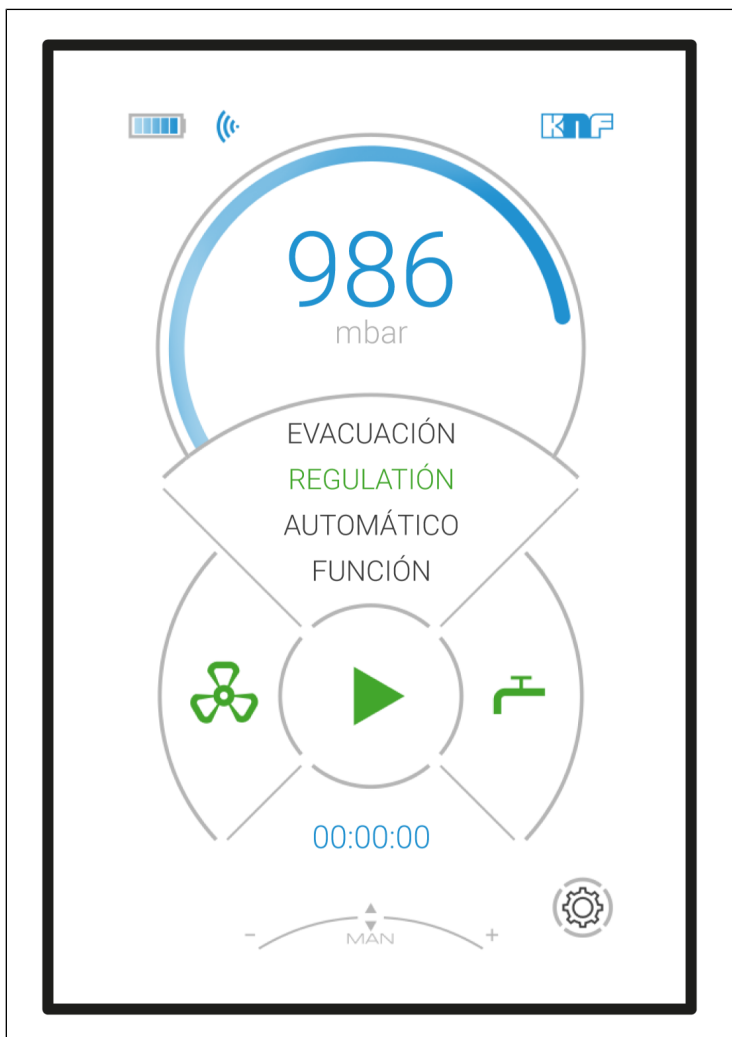 KNF
986
mbar
EVACUACIÓN
REGULATIÓN
AUTOMÁTICO
FUNCIÓN
00:00:00
- MAN +